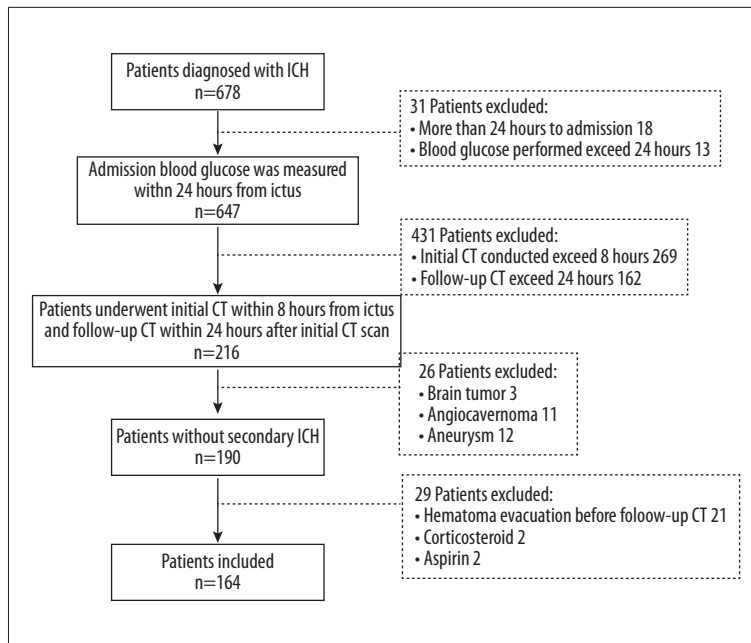 Patients diagnosed with ICH
n=678
31 Patients excluded:
• More than 24 hours to admission 18
• Blood glucose performed exceed 24 hours 13
Admission blood glucose was measured
withn 24 hours from ictus
n=647
431 Patients excluded:
• Initial CT conducted exceed 8 hours 269
• Follow-up CT exceed 24 hours 162
Patients underwent initial CT within 8 hours from ictus
and follow-up CT within 24 hours after initial CT scan
n=216
26 Patients excluded:
• Brain tumor 3
• Angiocavernoma 11
• Aneurysm 12
Patients without secondary ICH
n=190
29 Patients excluded:
• Hematoma evacuation before foloow-up CT 21
• Corticosteroid 2
• Aspirin 2
Patients included
n=164